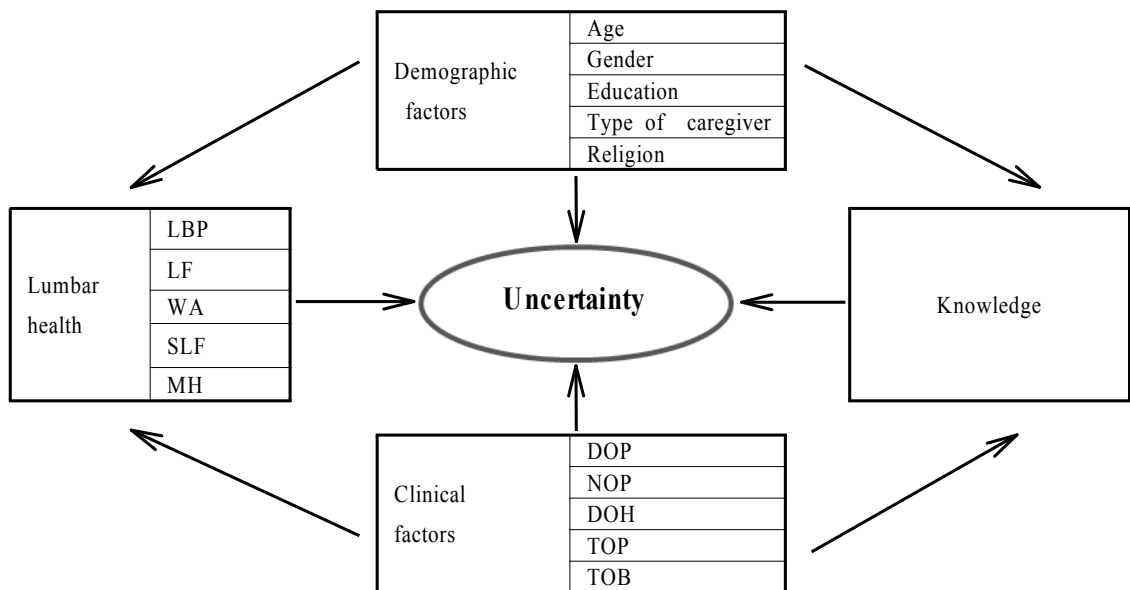 Demographic
factors
Age
Gender
Education
Type of caregiver
Religion
Lumbar
health
LBP
LF
WA
SLF
MH
Uncertainty
Knowledge
Clinical
factors
DOP
NOP
DOH
TOP
TOB